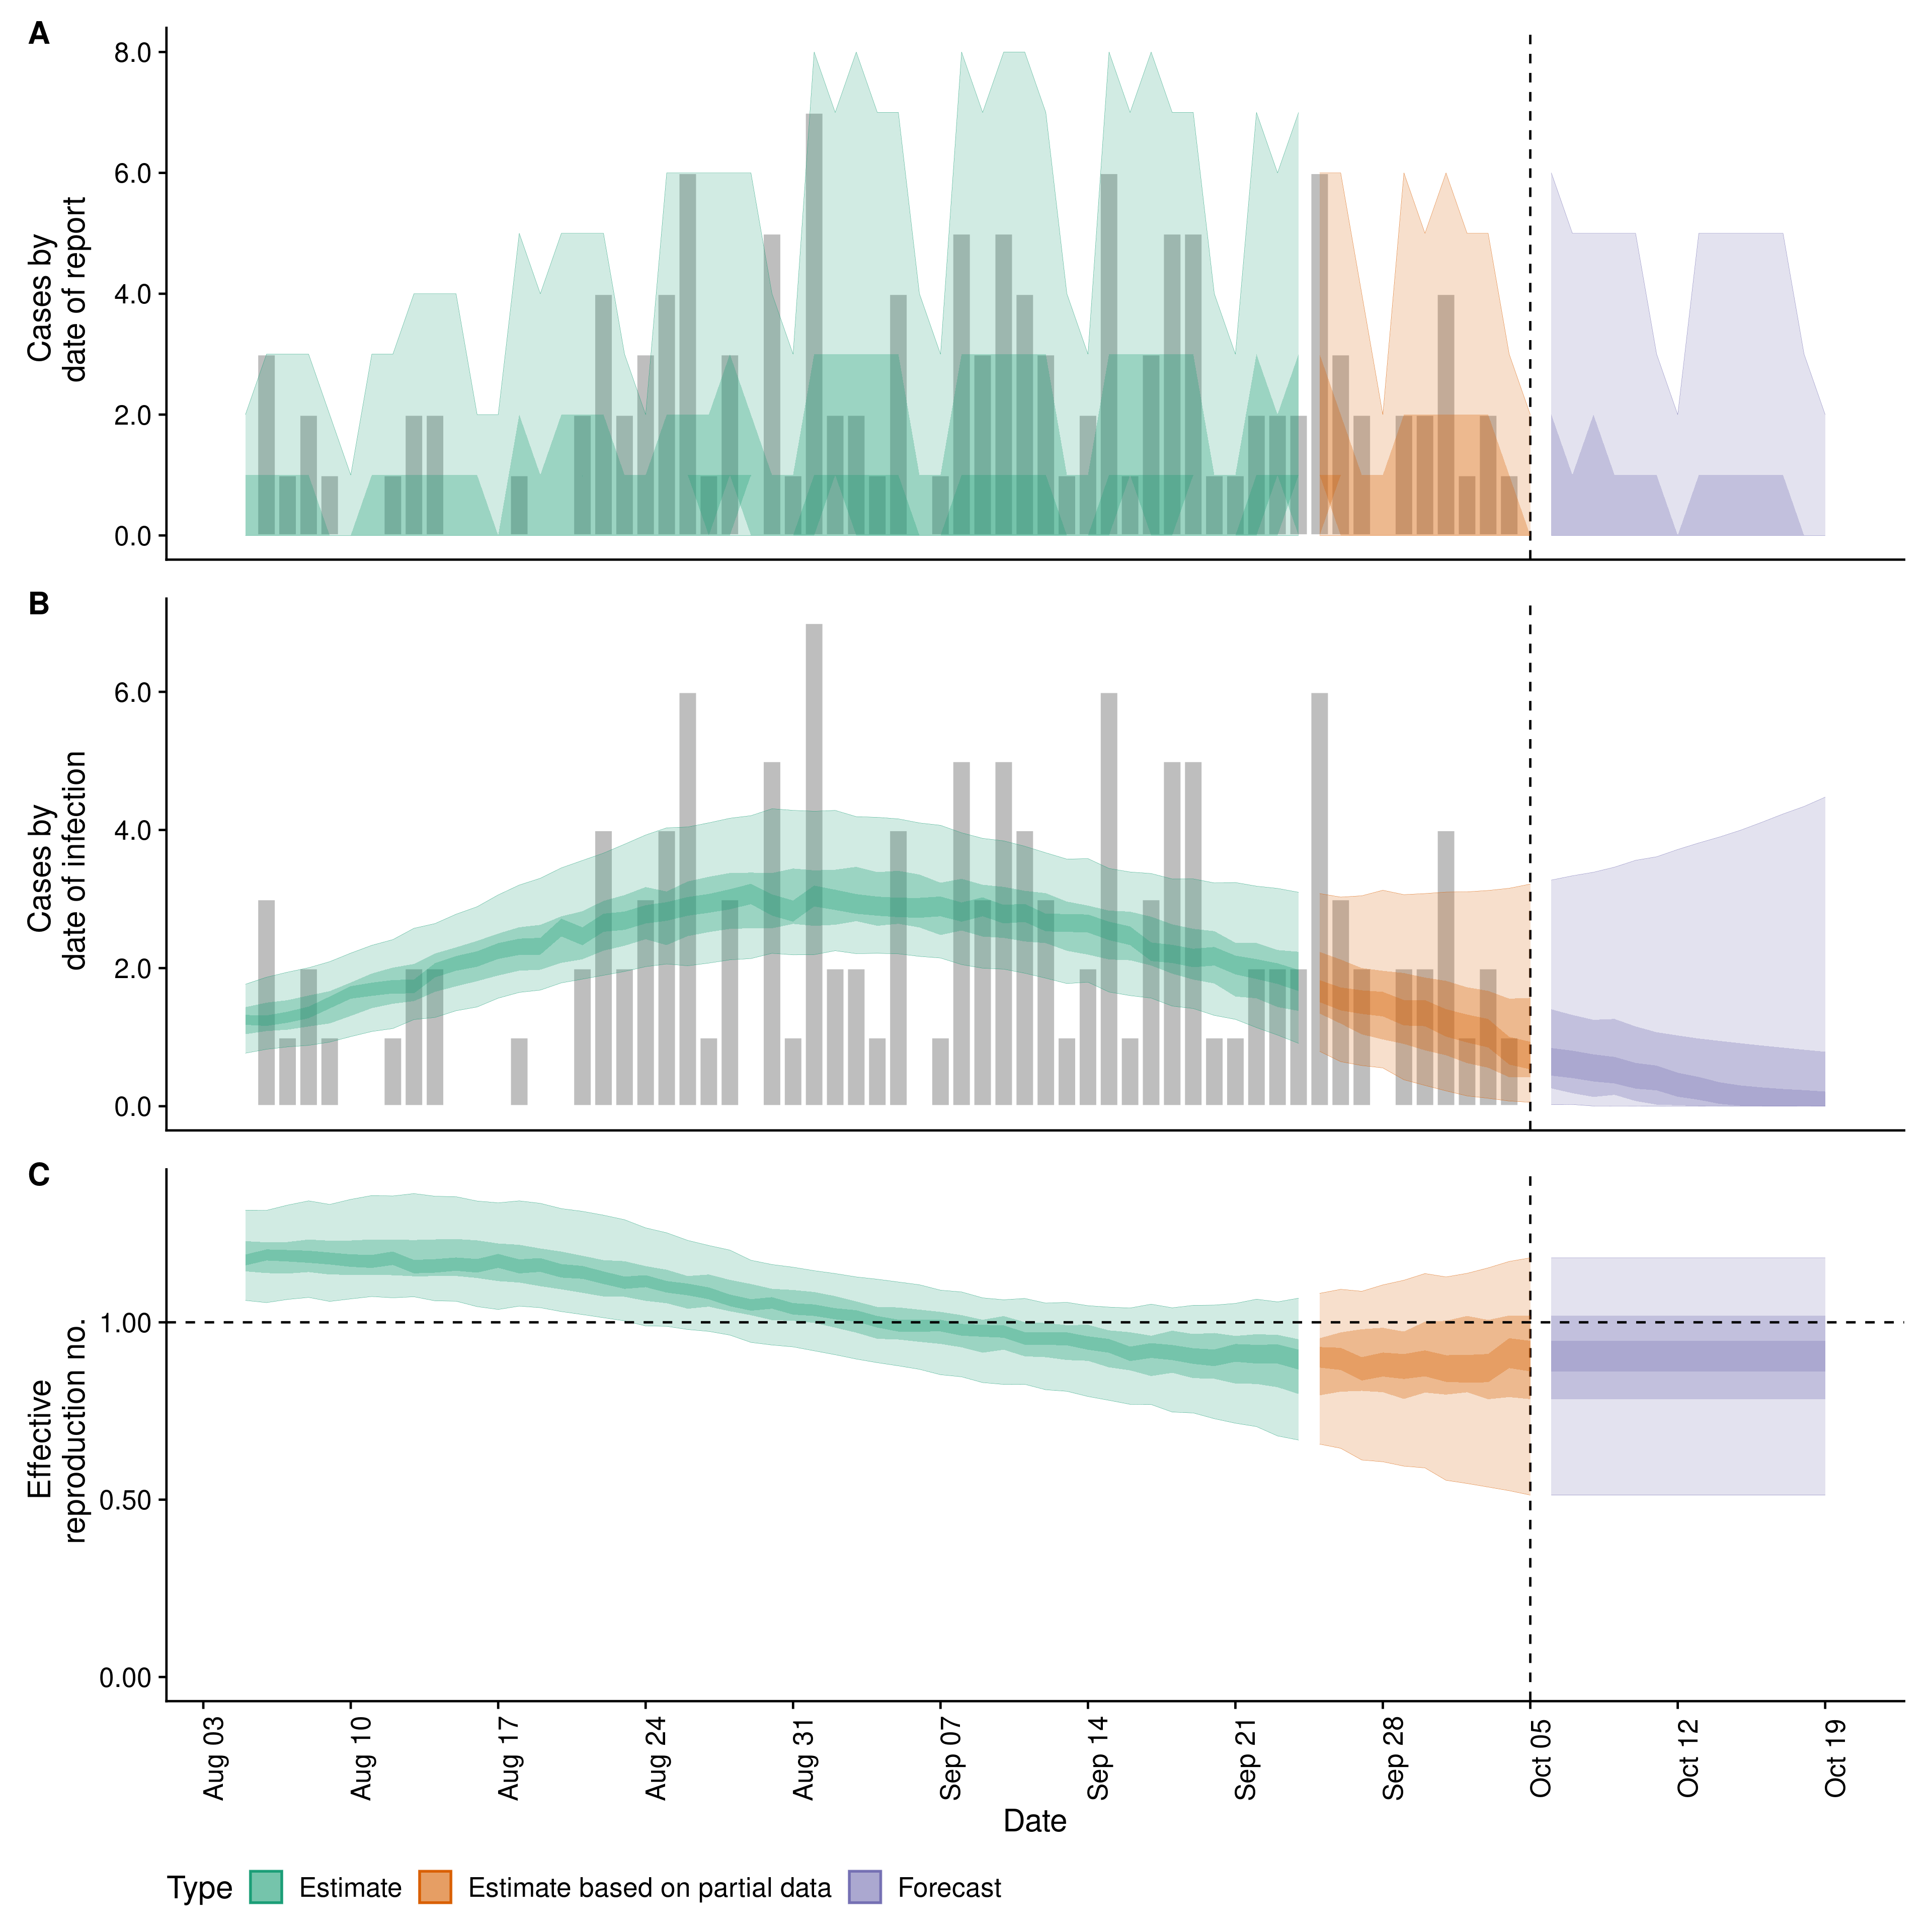 A
8.0
6.0
4.0
2.0
0.0
Cases by
date of report
B
6.0
4.0
2.0
0.0
Cases by
date of infection
C
1.00
0.50
0.00
Effective
reproduction no.
Aug 03
Aug 10
Aug 17
Aug 24
Aug 31
Sep 07
Sep 14
Sep 21
Sep 28
Oct 05
Oct 12
Oct 19
Date
Type Estimate Estimate based on partial data Forecast